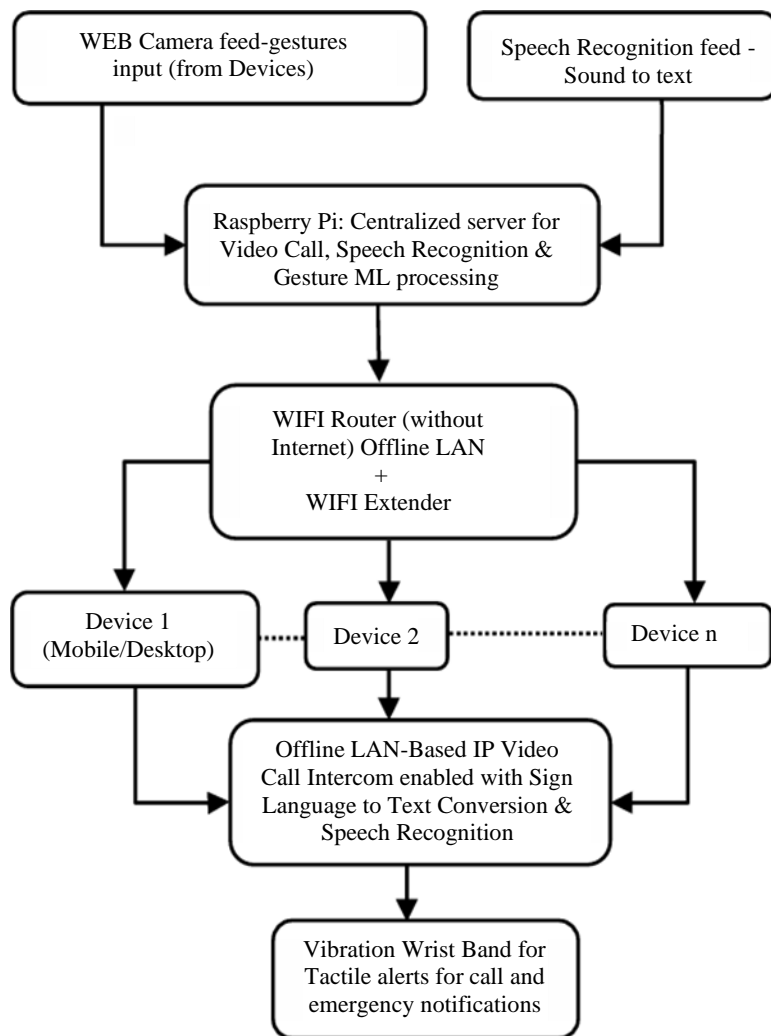 WEB Camera feed-gestures
input (from Devices)
Speech Recognition feed -
Sound to text
Raspberry Pi: Centralized server for
Video Call, Speech Recognition &
Gesture ML processing
WIFI Router (without
Internet) Offline LAN
+
WIFI Extender
Device 1
(Mobile/Desktop)
Device 2
Device n
Offline LAN-Based IP Video
Call Intercom enabled with Sign
Language to Text Conversion &
Speech Recognition
Vibration Wrist Band for
Tactile alerts for call and
emergency notifications